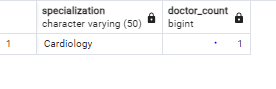 specialization doctor_count
character varying (50) bigint
1 Cardiology 1